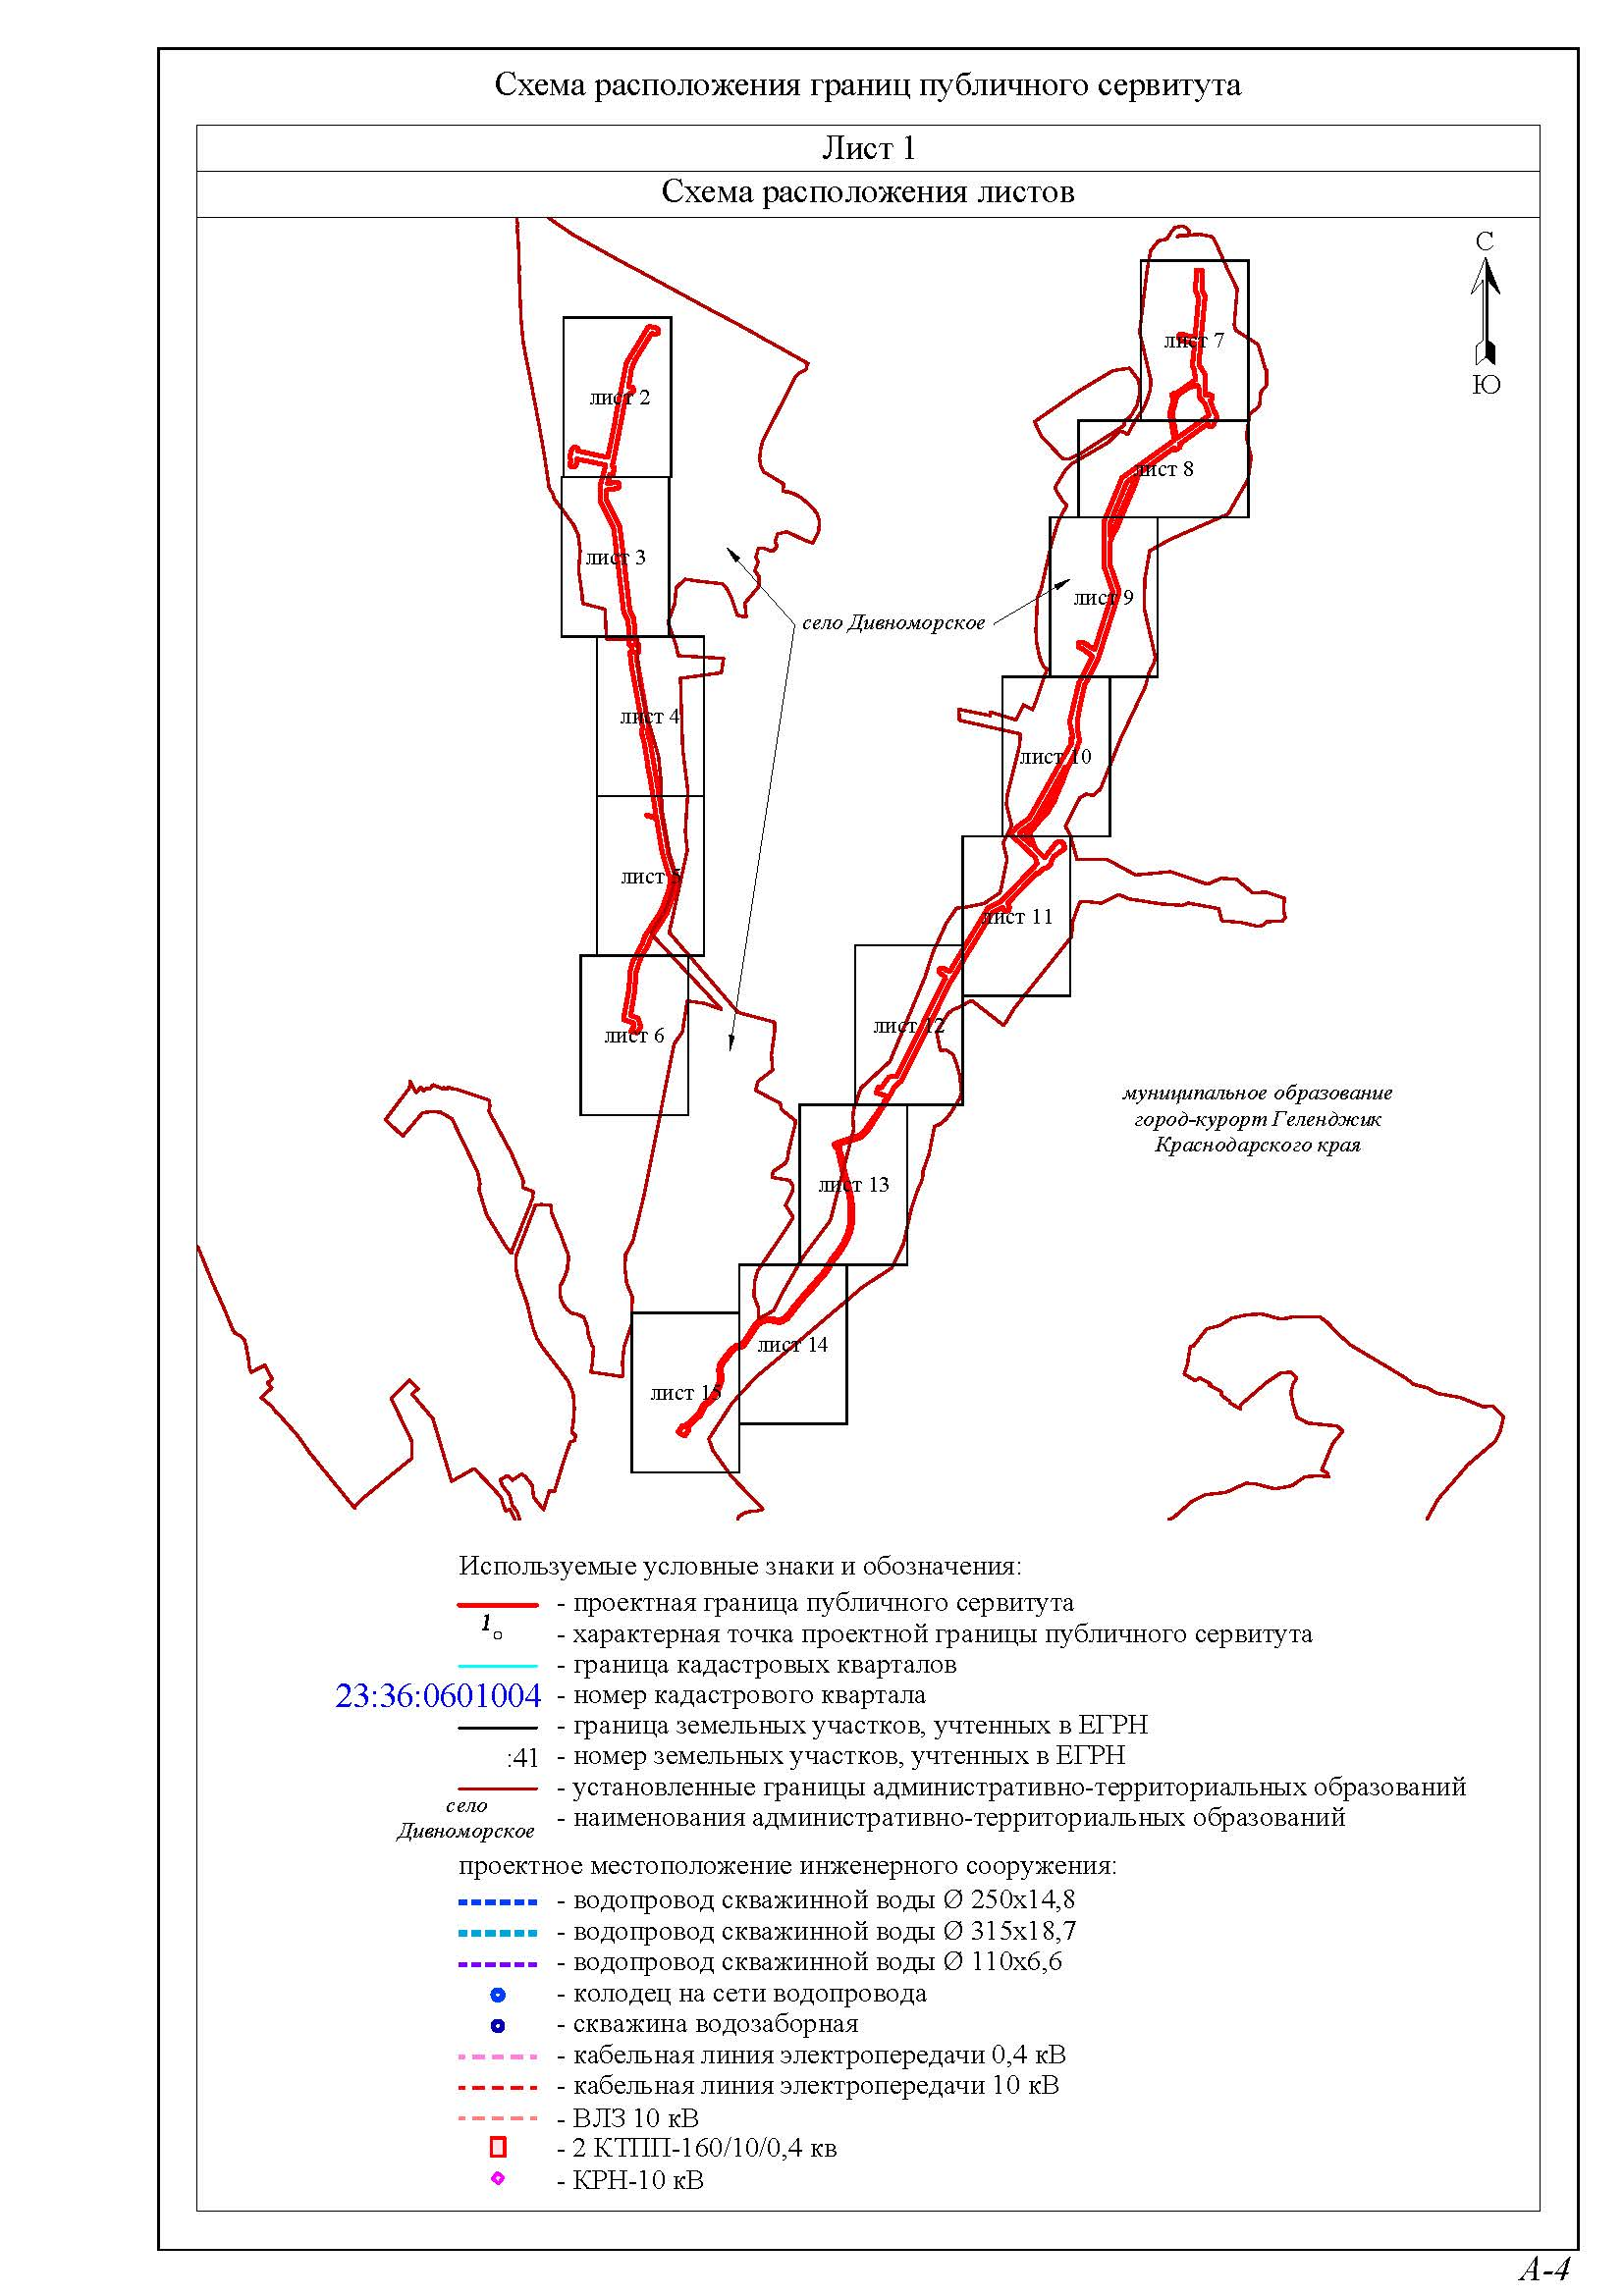 Схема расположения границ публичного сервитута
Лист 1
Схема расположения листов
С
Ю
лист 7
лист 2
лист 8
лист 3
лист 9
село Дивноморское
лист 4
лист 10
лист 5
лист 11
лист 12
лист 6
муниципальное образование
город-курорт Геленджик
Краснодарского края
лист 13
лист 14
лист 15
Используемые условные знаки и обозначения:
- проектная граница публичного сервитута
1
- характерная точка проектной границы публичного сервитута
- граница кадастровых кварталов
23:36:0601004 - номер кадастрового квартала
- граница земельных участков, учтенных в ЕГРН
:41 - номер земельных участков, учтенных в ЕГРН
- установленные границы административно-территориальных образований
село
Дивноморское
- наименования административно-территориальных образований
проектное местоположение инженерного сооружения:
- водопровод скважинной воды Ø 250х14,8
- водопровод скважинной воды Ø 315х18,7
- водопровод скважинной воды Ø 110х6,6
- колодец на сети водопровода
- скважина водозаборная
- кабельная линия электропередачи 0,4 кВ
- кабельная линия электропередачи 10 кВ
- ВЛЗ 10 кВ
- 2 КТПП-160/10/0,4 кв
- КРН-10 кВ
А-4